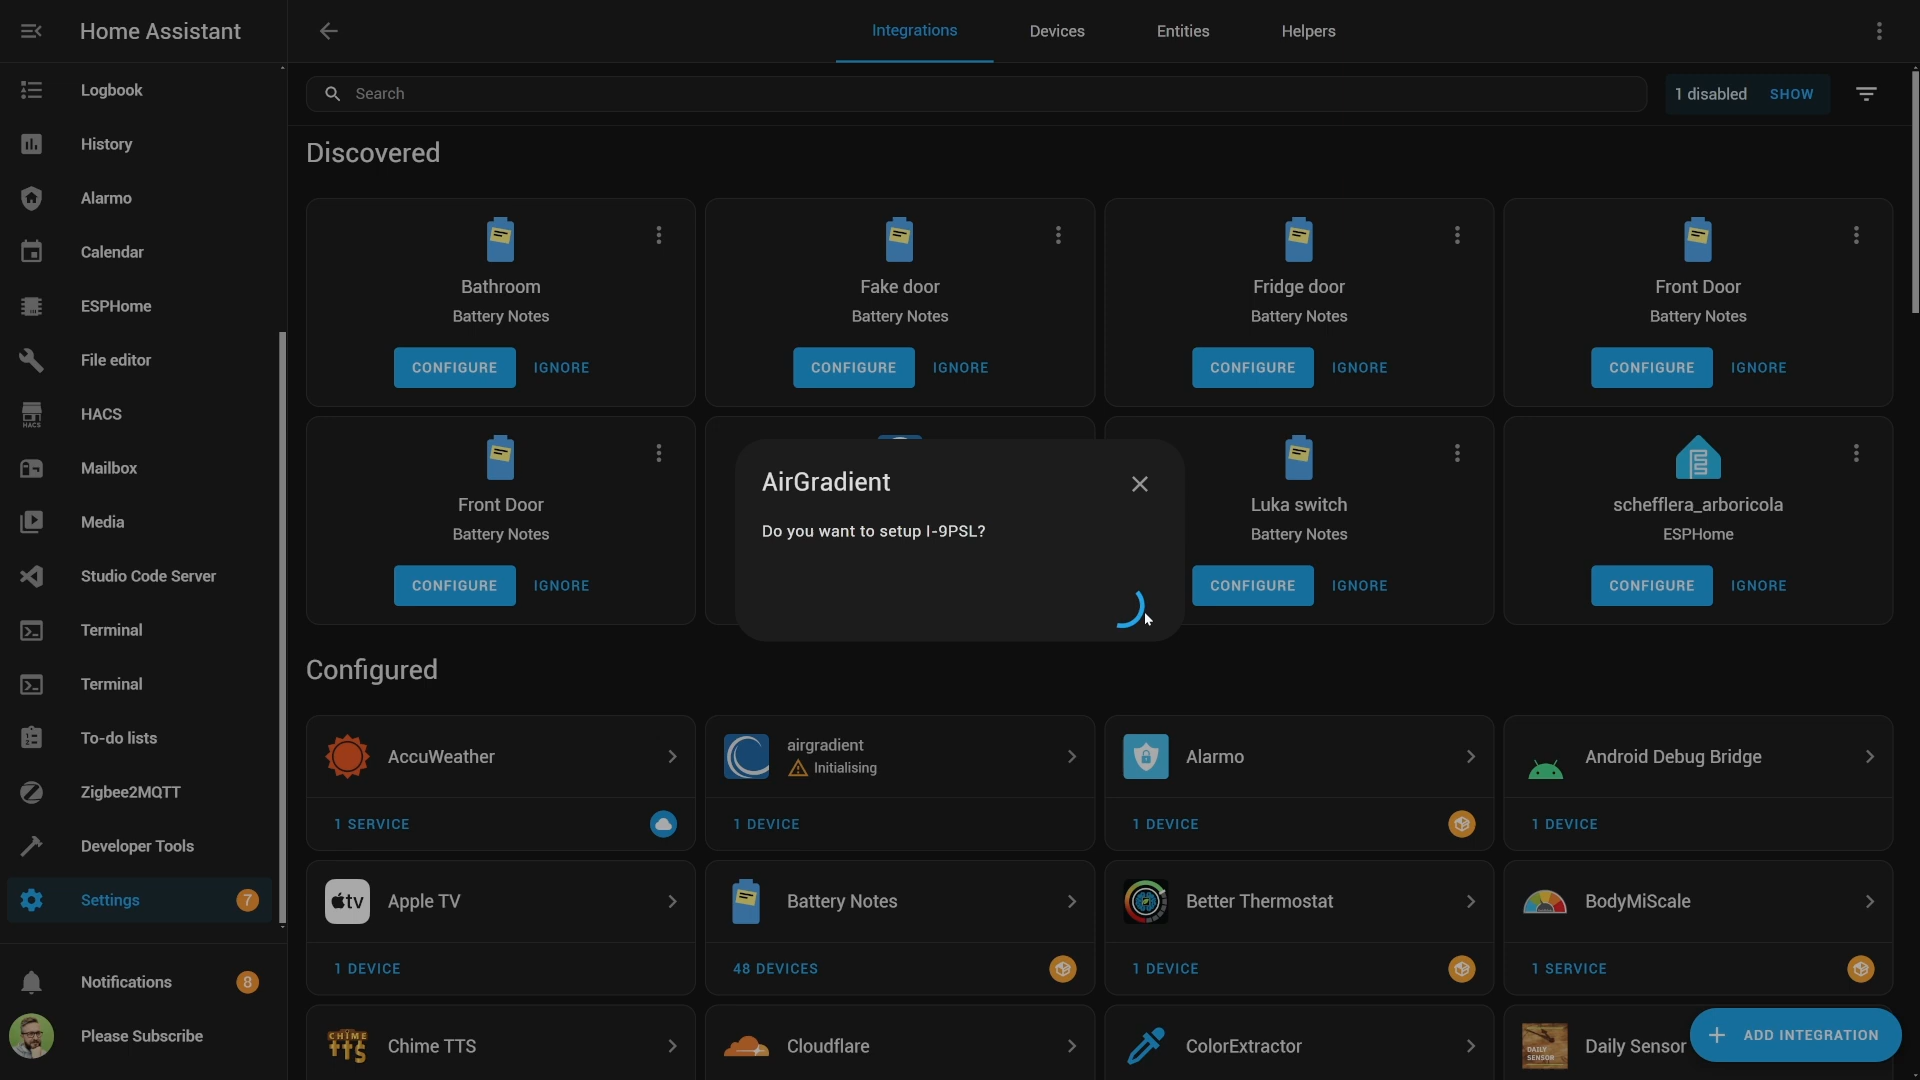 Home Assistant
Integrations
Devices
Entities
Helpers
Logbook
History
Alarmo
Calendar
ESPHome
File editor
HACS
HACS
Mailbox
Media
Studio Code Server
Terminal
Terminal
To-do lists
Zigbee2MQTT
Developer Tools
Settings
7
Notifications
8
Please Subscribe
Search
1 disabled
SHOW
Discovered
Bathroom
Battery Notes
CONFIGURE
IGNORE
Fake door
Battery Notes
CONFIGURE
IGNORE
Fridge door
Battery Notes
CONFIGURE
IGNORE
Front Door
Battery Notes
CONFIGURE
IGNORE
Front Door
Battery Notes
CONFIGURE
IGNORE
AirGradient
Do you want to setup I-9PSL?
Luka switch
Battery Notes
CONFIGURE
IGNORE
schefflera_arboricola
ESPHome
CONFIGURE
IGNORE
Configured
AccuWeather
1 SERVICE
airgradient
Initialising
1 DEVICE
Alarmo
1 DEVICE
Android Debug Bridge
1 DEVICE
tv
Apple TV
1 DEVICE
Battery Notes
48 DEVICES
Better Thermostat
1 DEVICE
BodyMiScale
1 SERVICE
CHIME
TTS
Chime TTS
Cloudflare
ColorExtractor
DAILY
SENSOR
Daily Sensor
ADD INTEGRATION